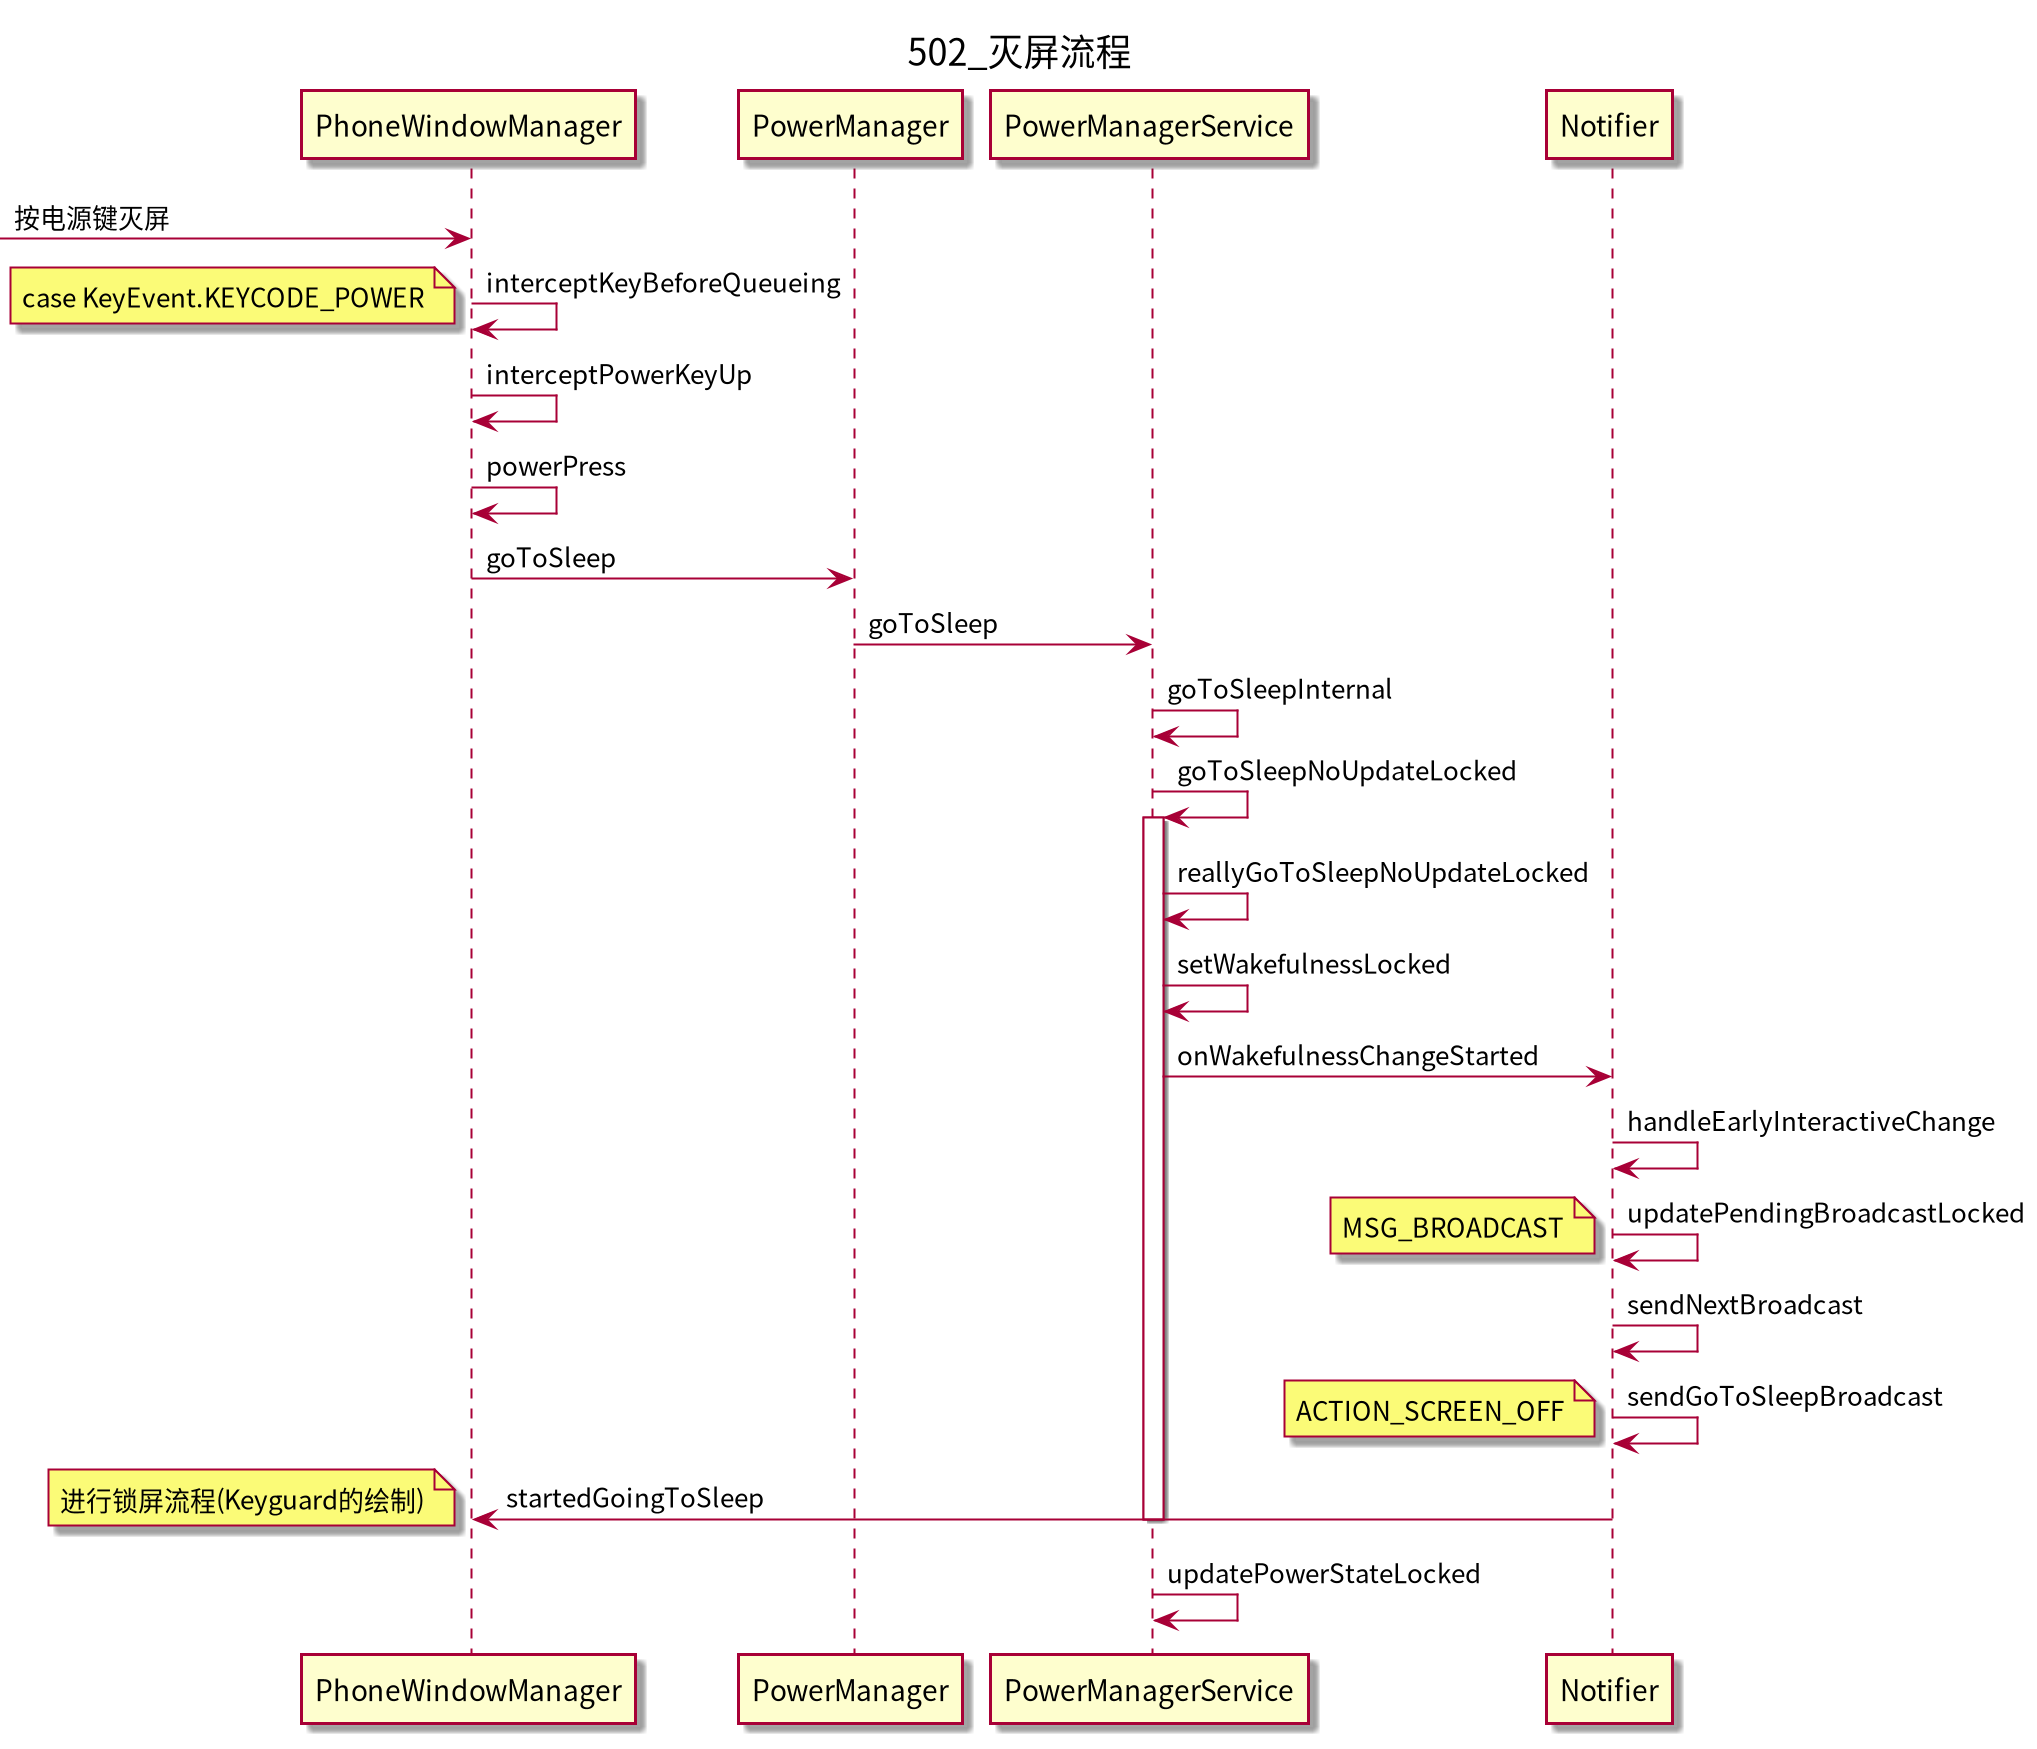 502_灭屏流程
PhoneWindowManager
PowerManager
PowerManagerService
Notifier
按电源键灭屏
case KeyEvent.KEYCODE_POWER
interceptKeyBeforeQueueing
interceptPowerKeyUp
powerPress
goToSleep
goToSleep
goToSleepInternal
goToSleepNoUpdateLocked
reallyGoToSleepNoUpdateLocked
setWakefulnessLocked
onWakefulnessChangeStarted
handleEarlyInteractiveChange
MSG_BROADCAST
updatePendingBroadcastLocked
sendNextBroadcast
ACTION_SCREEN_OFF
sendGoToSleepBroadcast
进行锁屏流程(Keyguard的绘制)
startedGoingToSleep
updatePowerStateLocked
PhoneWindowManager
PowerManager
PowerManagerService
Notifier